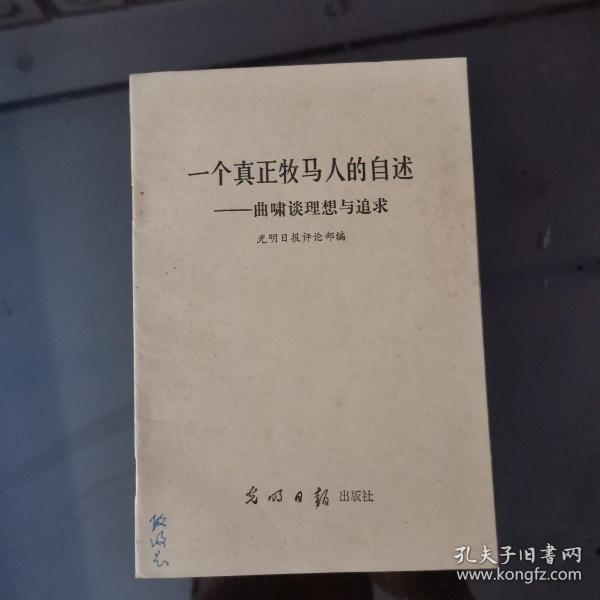 一个真正牧马人的自述
——曲啸谈理想与追求
光明日报评论部编
光明日报 出版社
孔夫子旧书网
www.kongfz.com